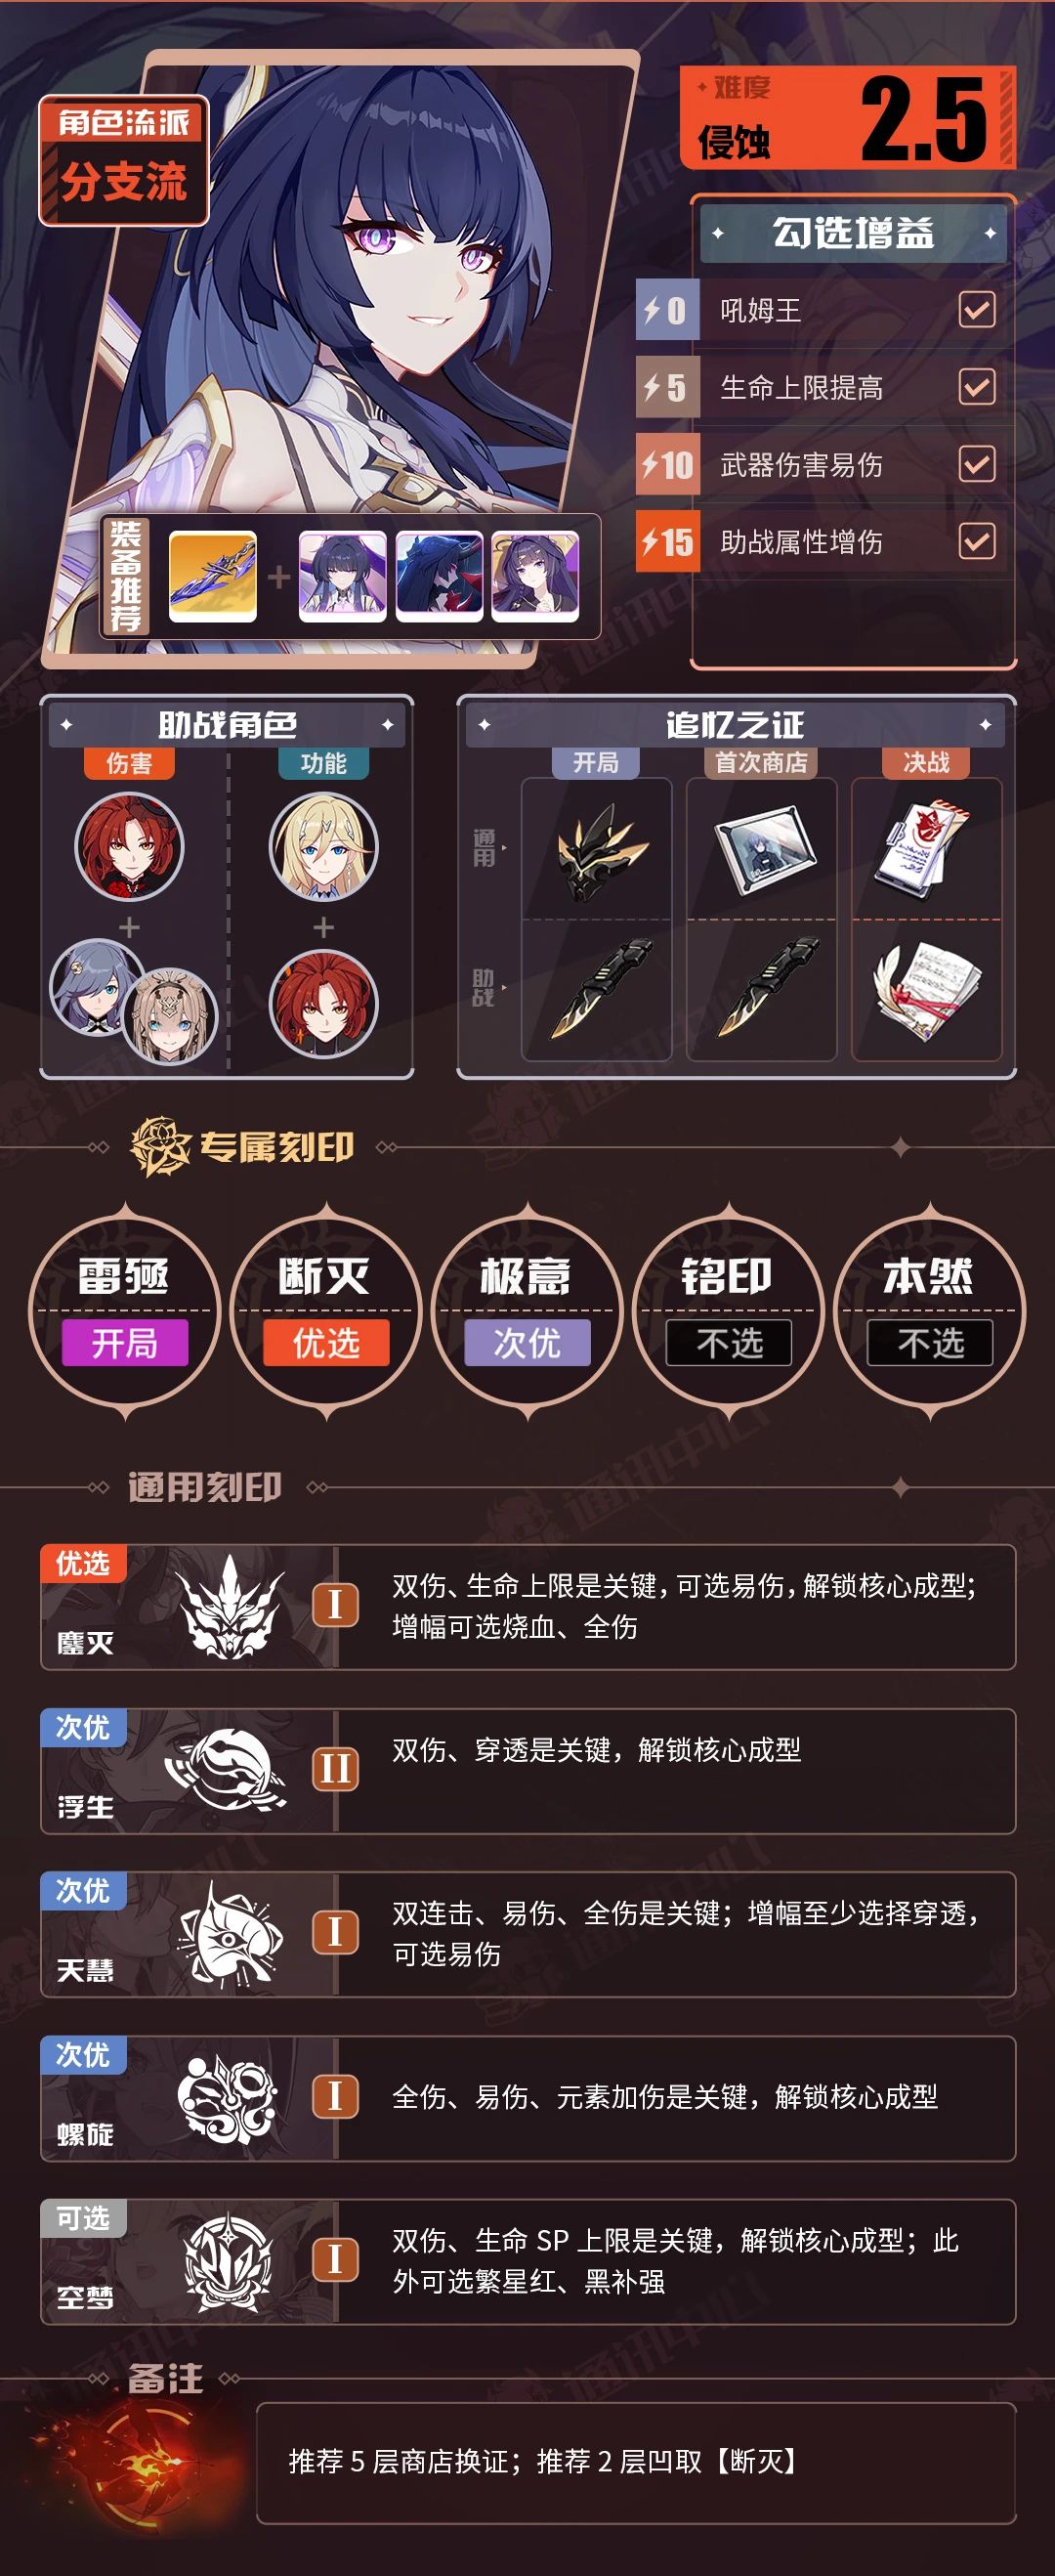 角色流派
分支流
难度
侵蚀
2.5
勾选增益
0 吼姆王
5 生命上限提高
10 武器伤害易伤
15 助战属性增伤
装备推荐
助战角色
伤害
功能
追忆之证
开局
首次商店
决战
通用
助战
专属刻印
雷殛
开局
断灭
优选
极意
次优
铭印
不选
本然
不选
通用刻印
优选
鏖灭
I
双伤、生命上限是关键，可选易伤，解锁核心成型；
增幅可选烧血、全伤
次优
浮生
II
双伤、穿透是关键，解锁核心成型
次优
天慧
I
双连击、易伤、全伤是关键；增幅至少选择穿透，
可选易伤
次优
螺旋
I
全伤、易伤、元素加伤是关键，解锁核心成型
可选
空梦
I
双伤、生命 SP 上限是关键，解锁核心成型；此
外可选繁星红、黑补强
备注
推荐 5 层商店换证；推荐 2 层凹取【断灭】